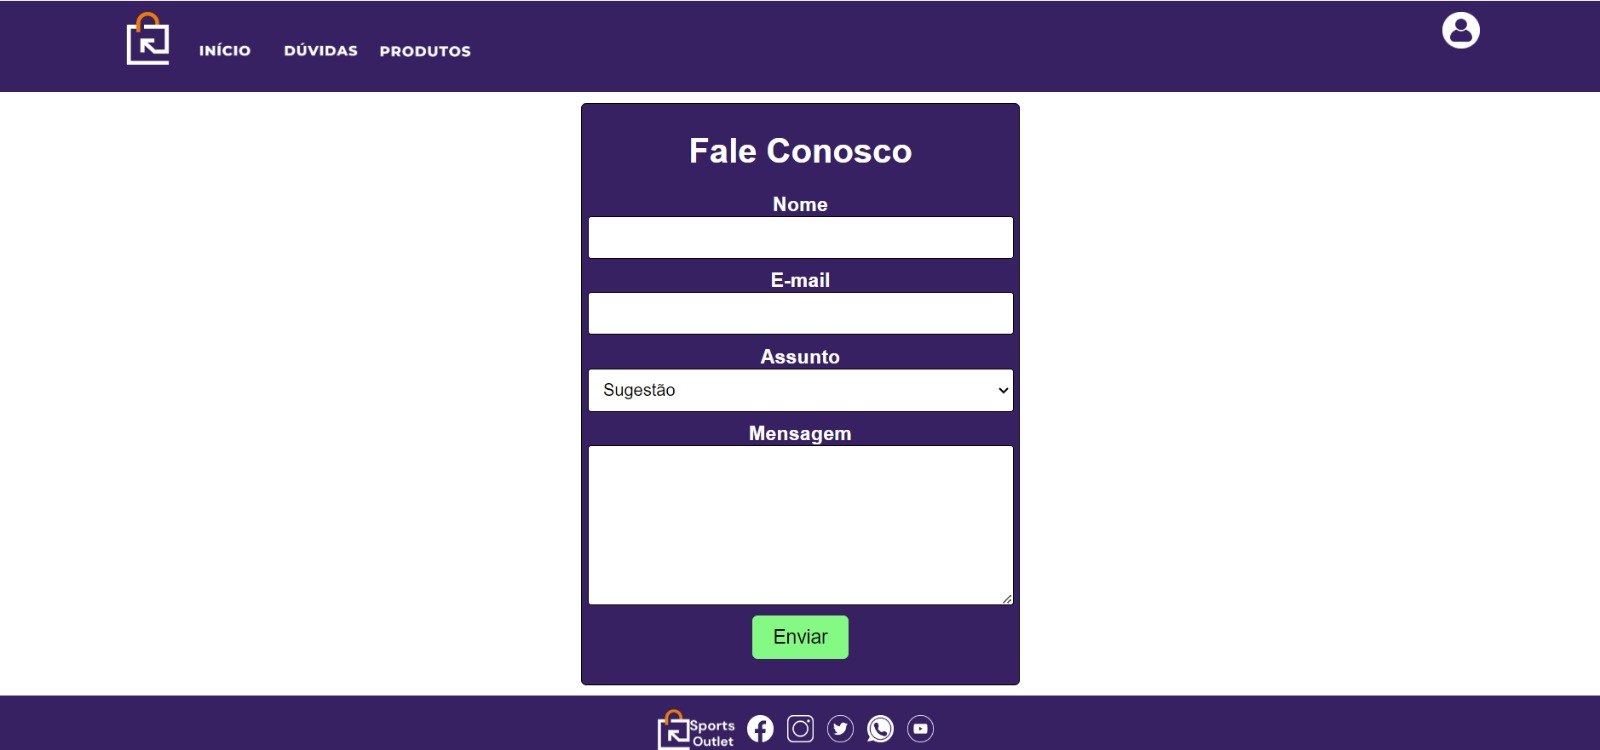 INÍCIO DÚVIDAS PRODUTOS
Fale Conosco
Nome
E-mail
Assunto
Sugestão
Mensagem
Enviar
Sports
Outlet